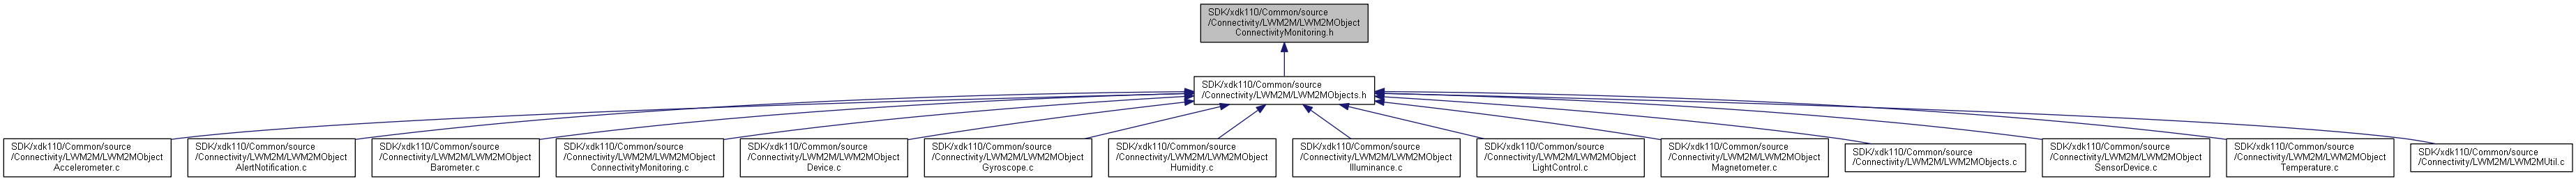 SDK/xdk110/Common/source
/Connectivity/LWM2M/LWM2MObject
ConnectivityMonitoring.h
SDK/xdk110/Common/source
/Connectivity/LWM2M/LWM2MObjects.h
SDK/xdk110/Common/source
/Connectivity/LWM2M/LWM2MObject
Accelerometer.c
SDK/xdk110/Common/source
/Connectivity/LWM2M/LWM2MObject
AlertNotification.c
SDK/xdk110/Common/source
/Connectivity/LWM2M/LWM2MObject
Barometer.c
SDK/xdk110/Common/source
/Connectivity/LWM2M/LWM2MObject
ConnectivityMonitoring.c
SDK/xdk110/Common/source
/Connectivity/LWM2M/LWM2MObject
Device.c
SDK/xdk110/Common/source
/Connectivity/LWM2M/LWM2MObject
Gyroscope.c
SDK/xdk110/Common/source
/Connectivity/LWM2M/LWM2MObject
Humidity.c
SDK/xdk110/Common/source
/Connectivity/LWM2M/LWM2MObject
Illuminance.c
SDK/xdk110/Common/source
/Connectivity/LWM2M/LWM2MObject
LightControl.c
SDK/xdk110/Common/source
/Connectivity/LWM2M/LWM2MObject
Magnetometer.c
SDK/xdk110/Common/source
/Connectivity/LWM2M/LWM2MObjects.c
SDK/xdk110/Common/source
/Connectivity/LWM2M/LWM2MObject
SensorDevice.c
SDK/xdk110/Common/source
/Connectivity/LWM2M/LWM2MObject
Temperature.c
SDK/xdk110/Common/source
/Connectivity/LWM2M/LWM2MUtil.c